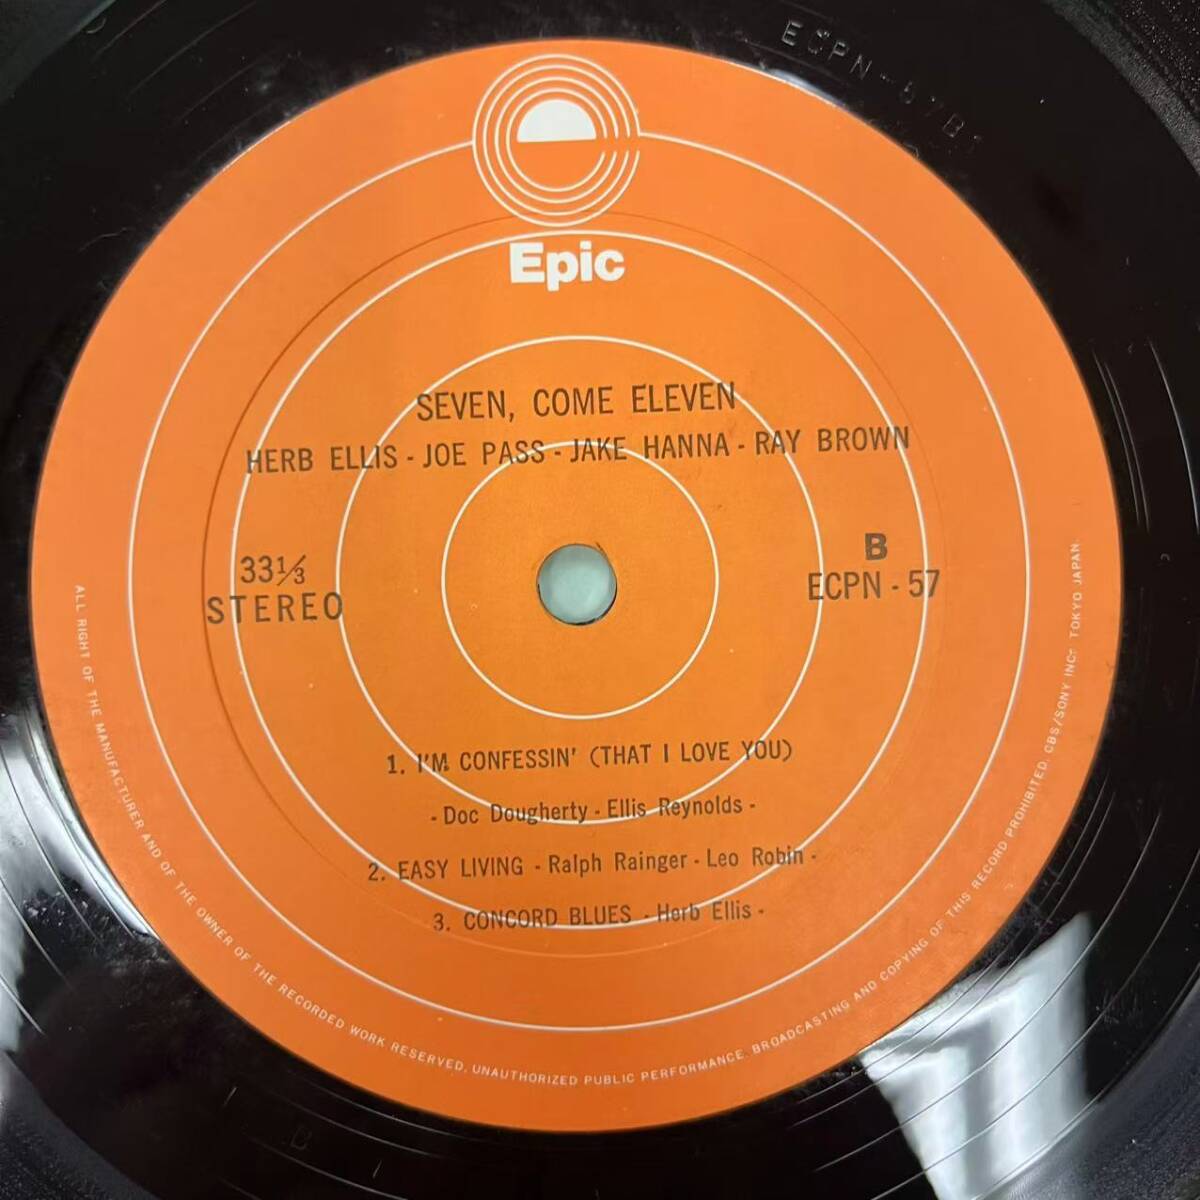 Epic
SEVEN, COME ELEVEN
HERB ELLIS - JOE PASS - JAKE HANNA - RAY BROWN
33⅓
STEREO
B
ECPN - 57
1. I'M CONFESSIN' (THAT I LOVE YOU)
- Doc Dougherty - Ellis Reynolds -
2. EASY LIVING - Ralph Rainger - Leo Robin -
3. CONCORD BLUES - Herb Ellis -
ALL RIGHT OF THE MANUFACTURER AND OF THE OWNER OF THE RECORDED WORK RESERVED. UNAUTHORIZED PUBLIC PERFORMANCE. BROADCASTING AND COPYING OF THIS RECORD PROHIBITED. CBS/SONY INC. TOKYO JAPAN.